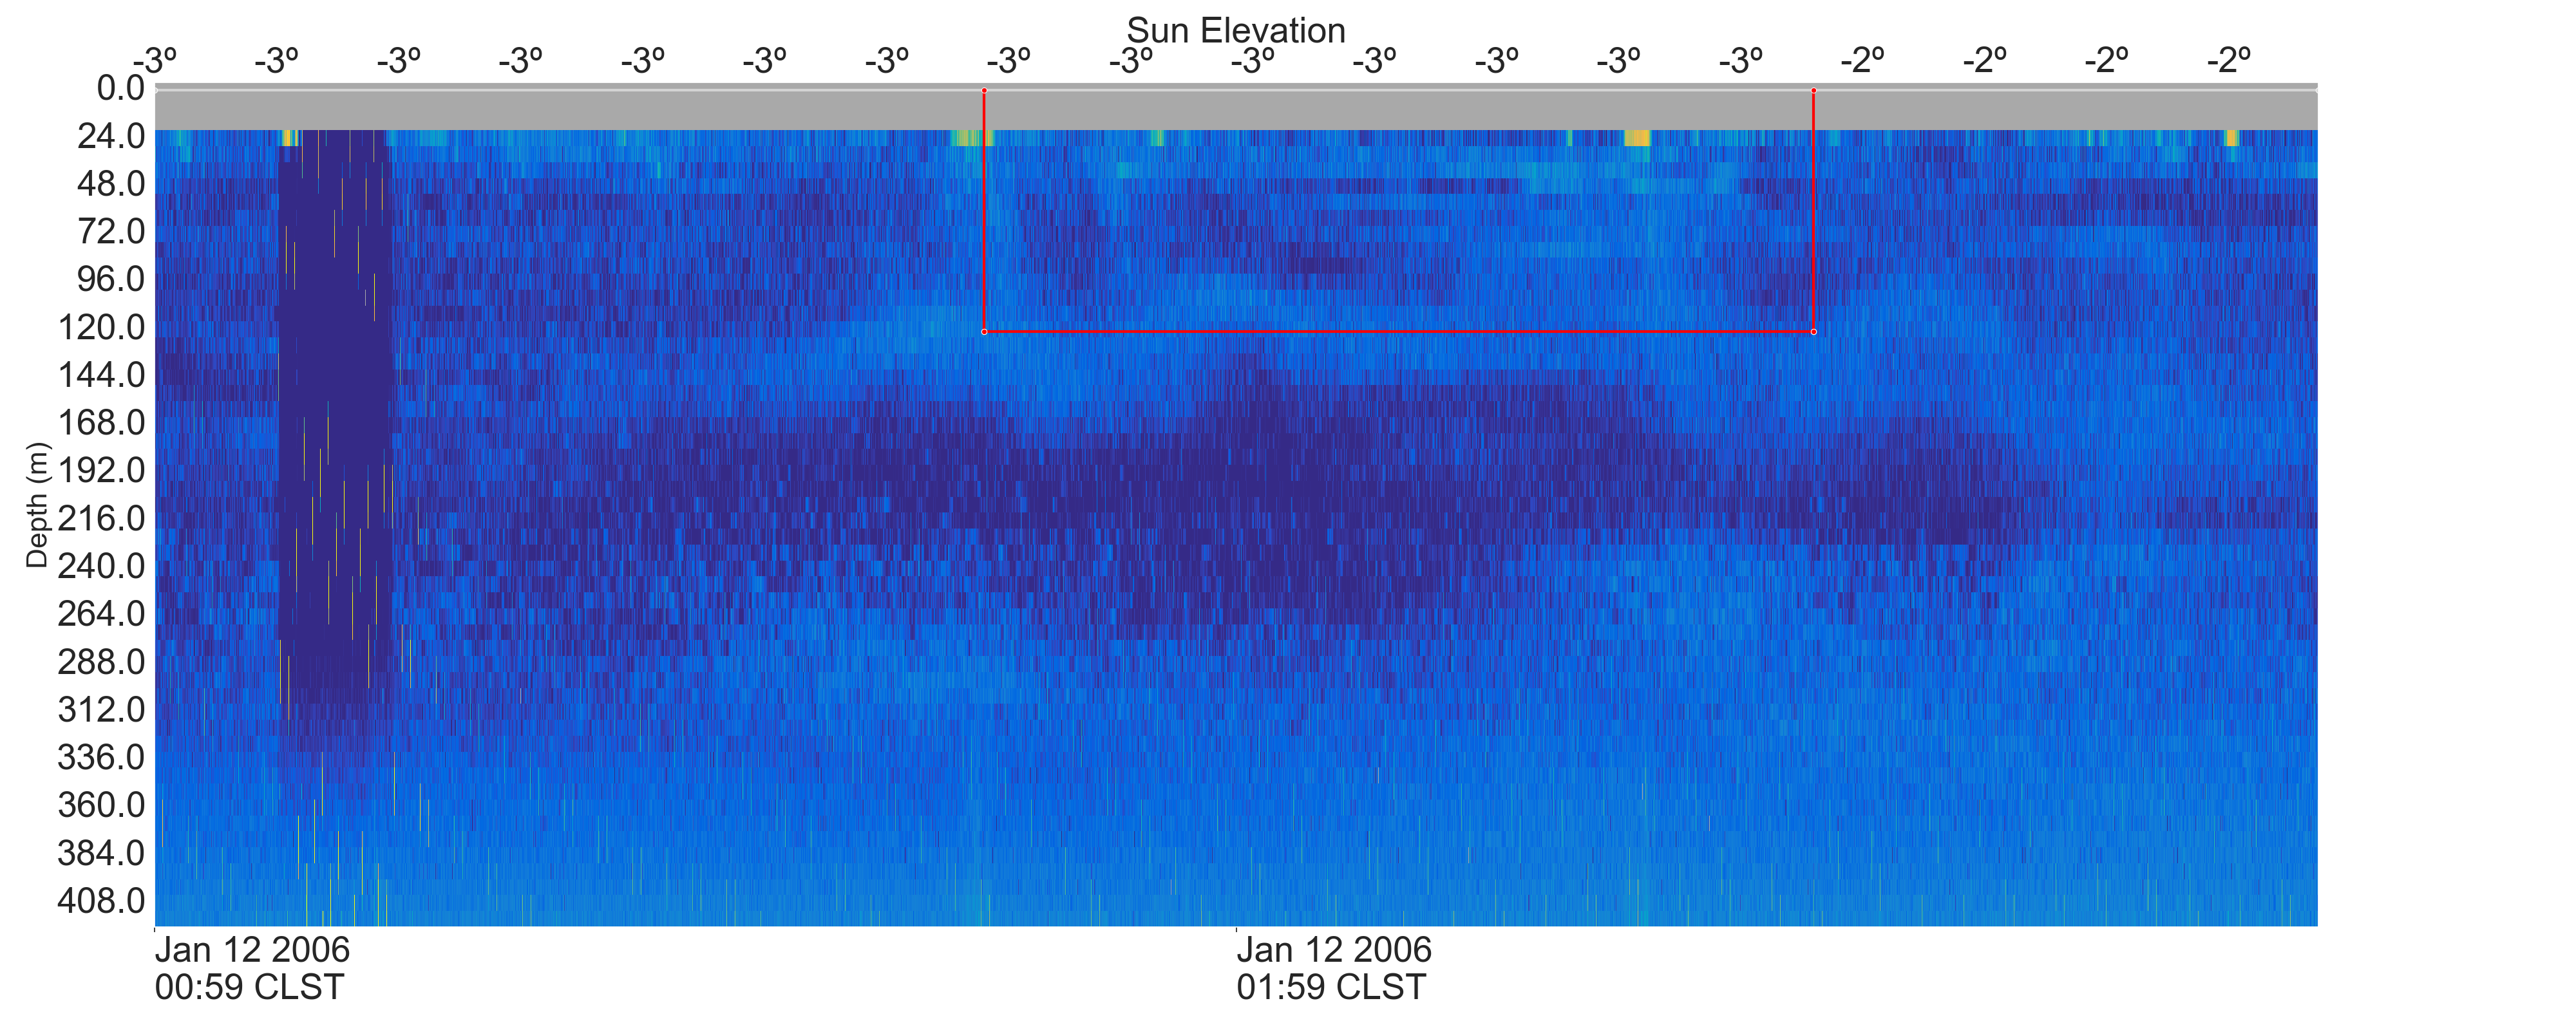 Sun Elevation
-3º -3º -3º -3º -3º -3º -3º -3º -3º -3º -3º -3º -3º -3º -2º -2º -2º -2º
0.0
24.0
48.0
72.0
96.0
120.0
144.0
168.0
192.0
216.0
240.0
264.0
288.0
312.0
336.0
360.0
384.0
408.0
Depth (m)
Jan 12 2006
00:59 CLST
Jan 12 2006
01:59 CLST